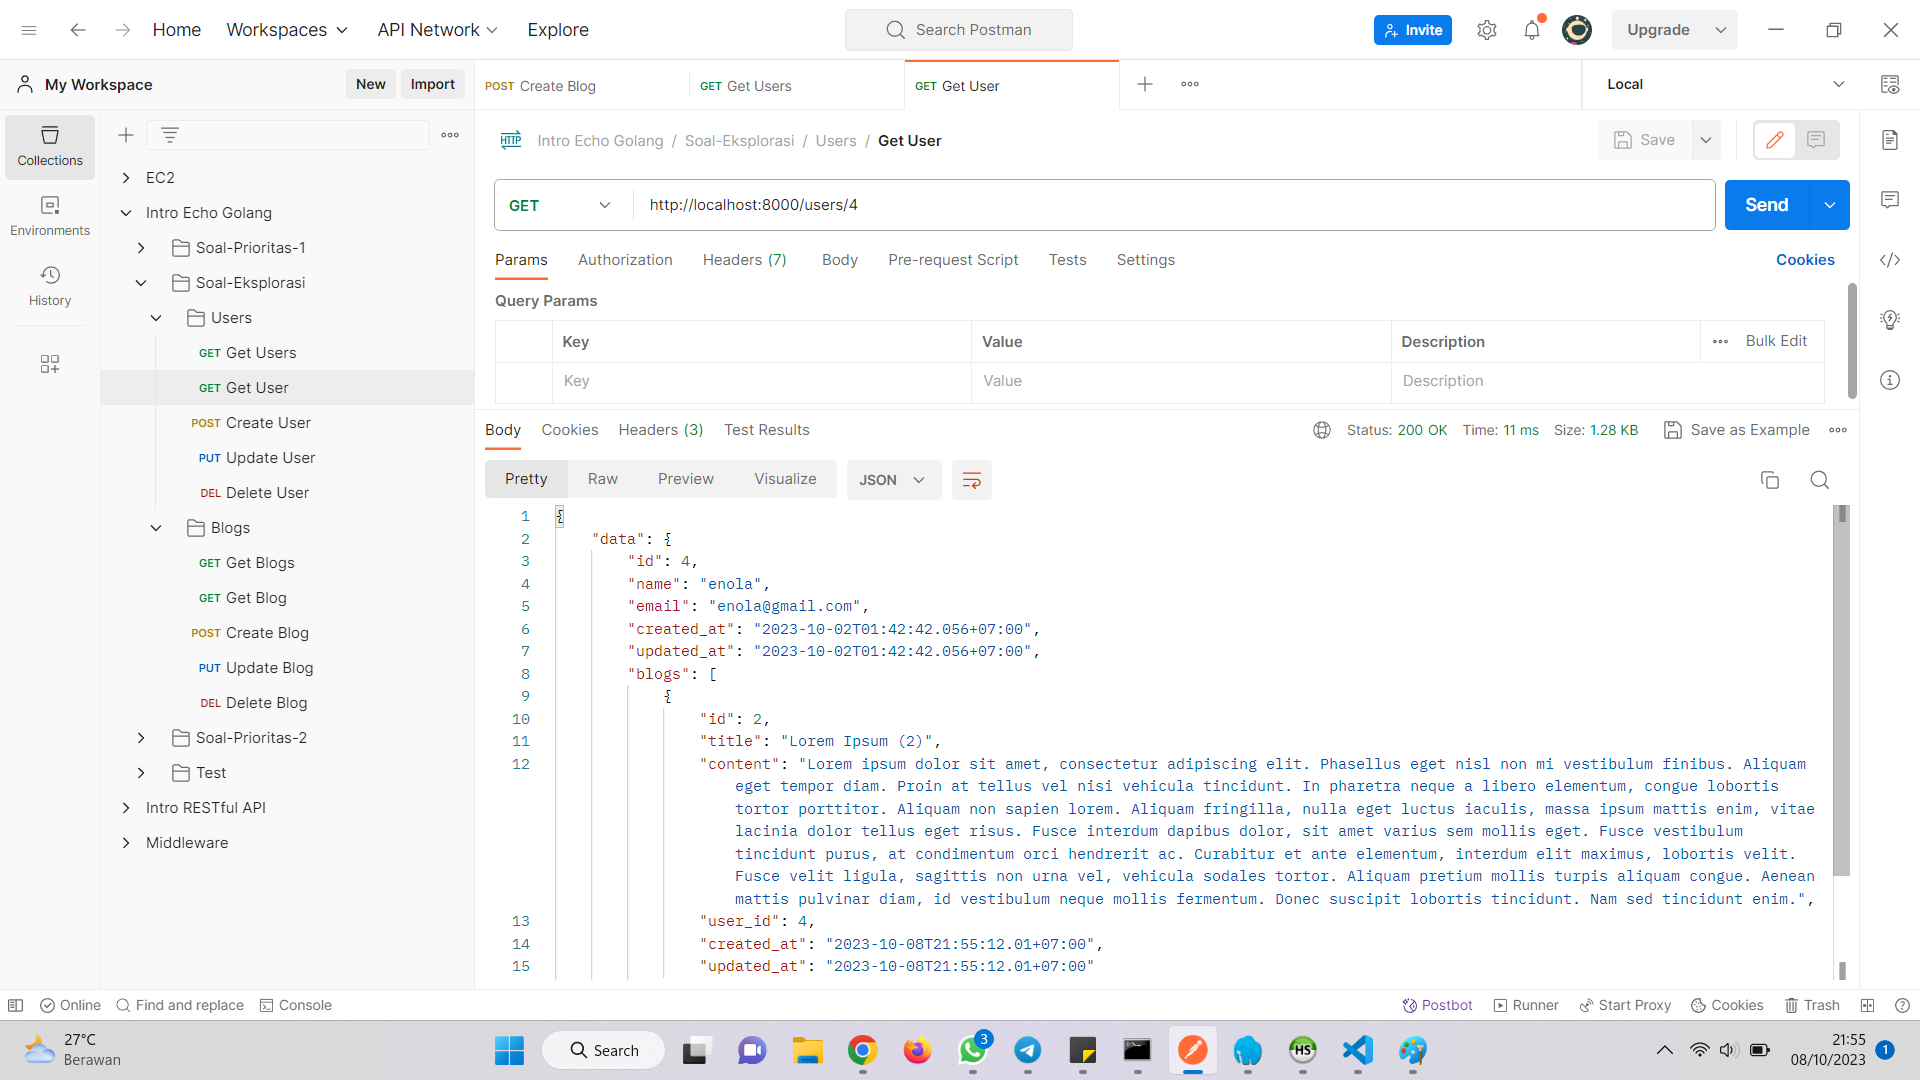 Home Workspaces API Network Explore Search Postman Invite Upgrade
My Workspace New Import
POST Create Blog GET Get Users GET Get User Local
Collections
Environments
History
EC2
Intro Echo Golang
Soal-Prioritas-1
Soal-Eksplorasi
Users
GET Get Users
GET Get User
POST Create User
PUT Update User
DEL Delete User
Blogs
GET Get Blogs
GET Get Blog
POST Create Blog
PUT Update Blog
DEL Delete Blog
Soal-Prioritas-2
Test
Intro RESTful API
Middleware
HTTP Intro Echo Golang / Soal-Eksplorasi / Users / Get User Save
GET http://localhost:8000/users/4 Send
Params Authorization Headers (7) Body Pre-request Script Tests Settings Cookies
Query Params
Key Value Description Bulk Edit
Key Value Description
Body Cookies Headers (3) Test Results Status: 200 OK Time: 11 ms Size: 1.28 KB Save as Example
Pretty Raw Preview Visualize JSON
1 {
2 "data": {
3 "id": 4,
4 "name": "enola",
5 "email": "enola@gmail.com",
6 "created_at": "2023-10-02T01:42:42.056+07:00",
7 "updated_at": "2023-10-02T01:42:42.056+07:00",
8 "blogs": [
9 {
10 "id": 2,
11 "title": "Lorem Ipsum (2)",
12 "content": "Lorem ipsum dolor sit amet, consectetur adipiscing elit. Phasellus eget nisl non mi vestibulum finibus. Aliquam
eget tempor diam. Proin at tellus vel nisi vehicula tincidunt. In pharetra neque a libero elementum, congue lobortis
tortor porttitor. Aliquam non sapien lorem. Aliquam fringilla, nulla eget luctus iaculis, massa ipsum mattis enim, vitae
lacinia dolor tellus eget risus. Fusce interdum dapibus dolor, sit amet varius sem mollis eget. Fusce vestibulum
tincidunt purus, at condimentum orci hendrerit ac. Curabitur et ante elementum, interdum elit maximus, lobortis velit.
Fusce velit ligula, sagittis non urna vel, vehicula sodales tortor. Aliquam pretium mollis turpis aliquam congue. Aenean
mattis pulvinar diam, id vestibulum neque mollis fermentum. Donec suscipit lobortis tincidunt. Nam sed tincidunt enim.",
13 "user_id": 4,
14 "created_at": "2023-10-08T21:55:12.01+07:00",
15 "updated_at": "2023-10-08T21:55:12.01+07:00"
Online Find and replace Console Postbot Runner Start Proxy Cookies Trash
27°C
Berawan
Search
3
HS
21:55
08/10/2023
1